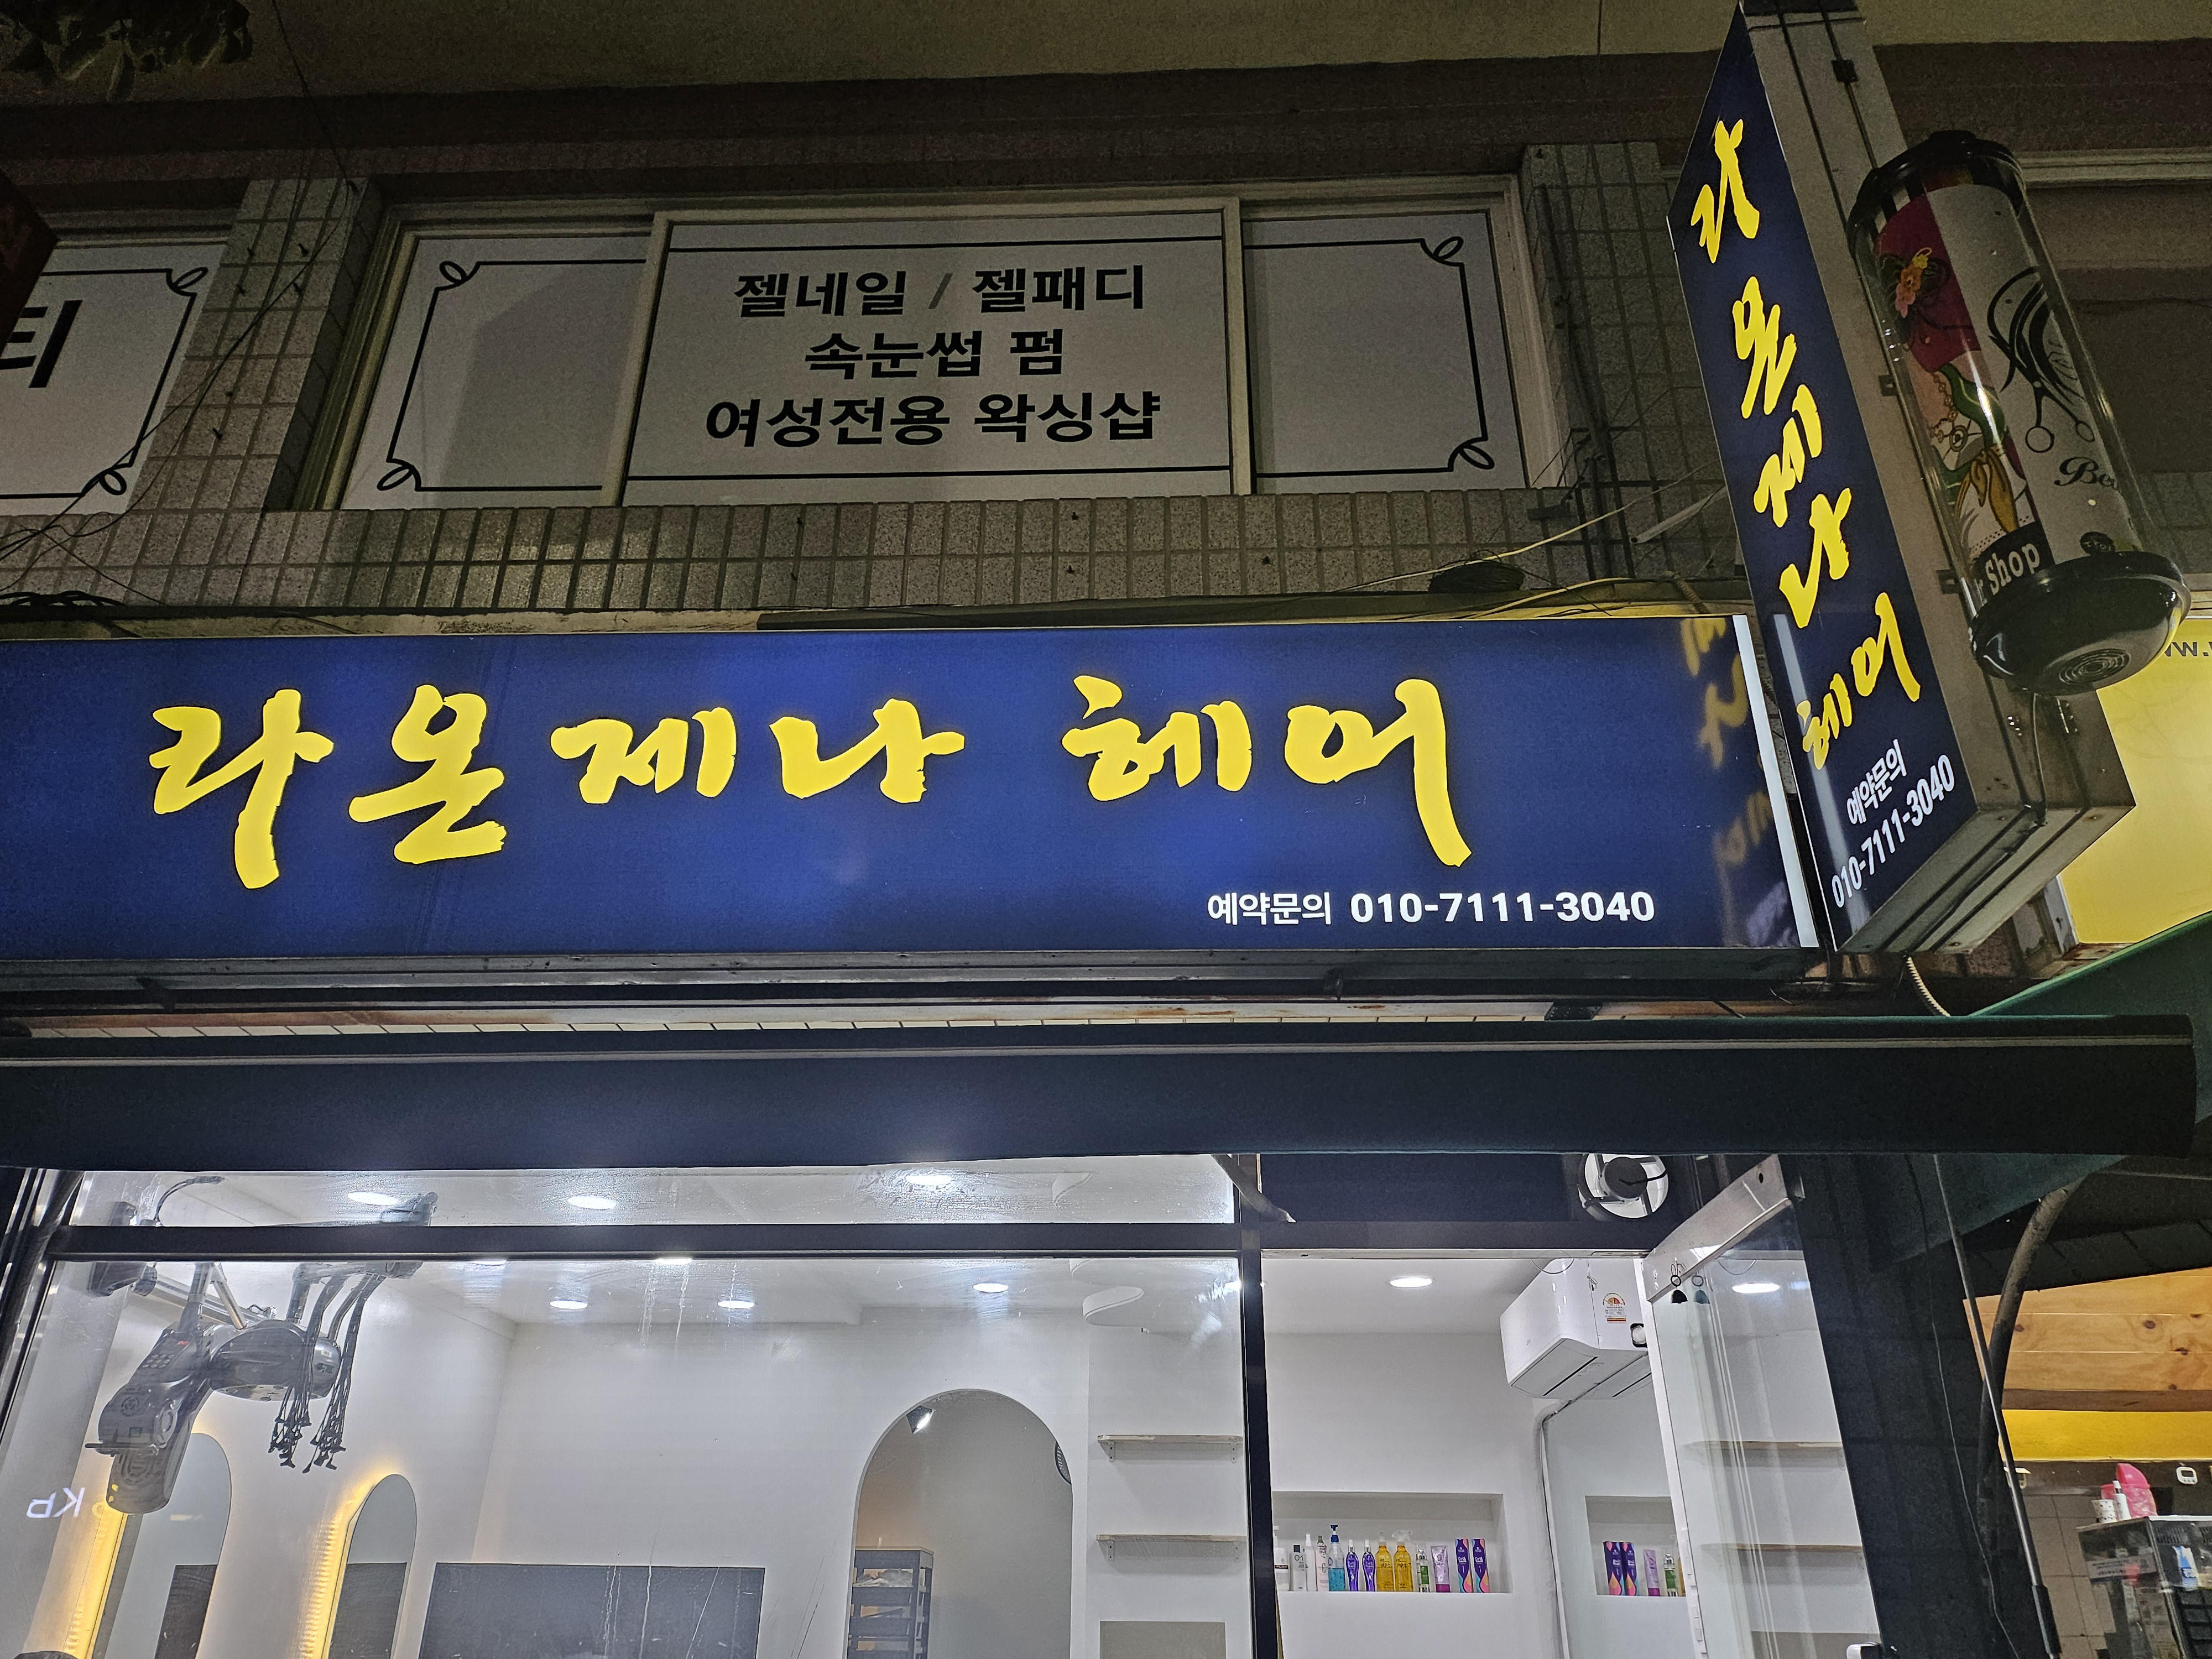 티
젤네일 / 젤패디
속눈썹 펌
여성전용 왁싱샵
라온제나 헤어
예약문의 010-7111-3040
라온제나 헤어
예약문의
010-7111-3040
Shop